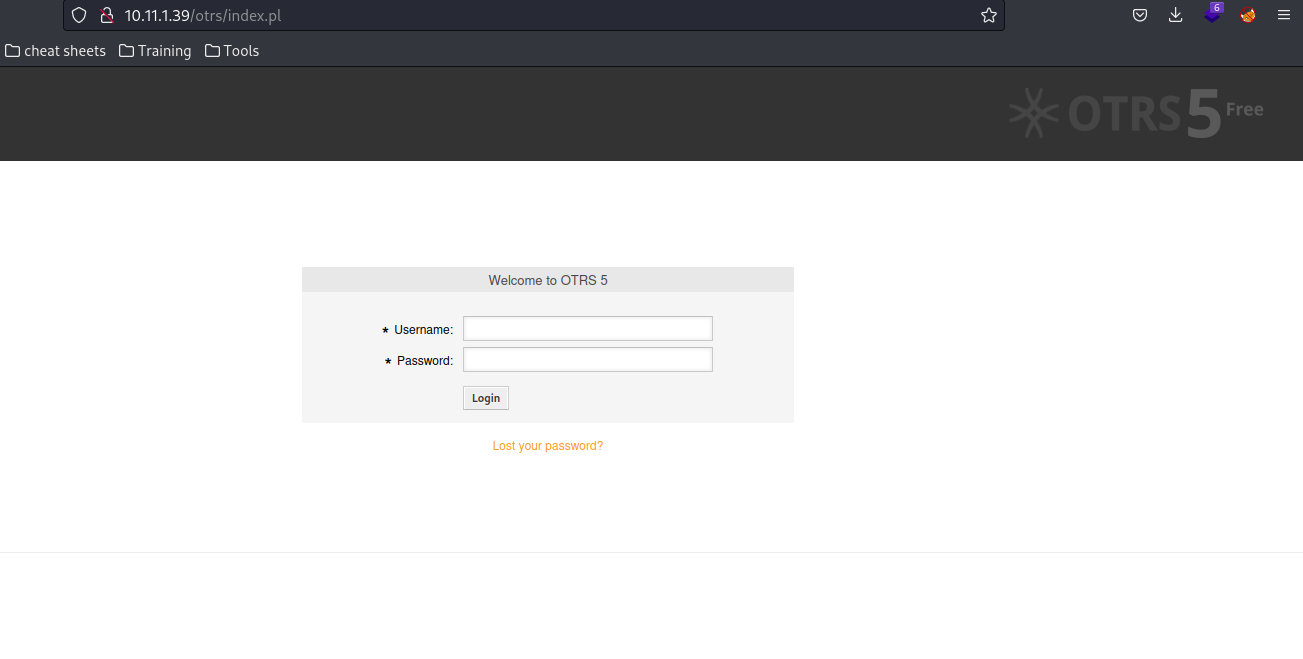 10.11.1.39/otrs/index.pl
6
cheat sheets Training Tools
OTRS 5 Free
Welcome to OTRS 5
* Username:
* Password:
Login
Lost your password?